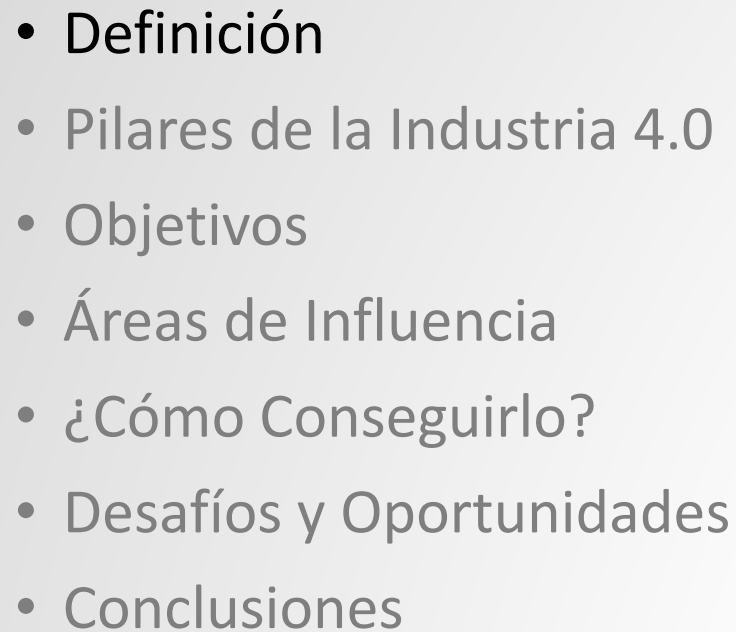 • Definición
• Pilares de la Industria 4.0
• Objetivos
• Áreas de Influencia
• ¿Cómo Conseguirlo?
• Desafíos y Oportunidades
• Conclusiones